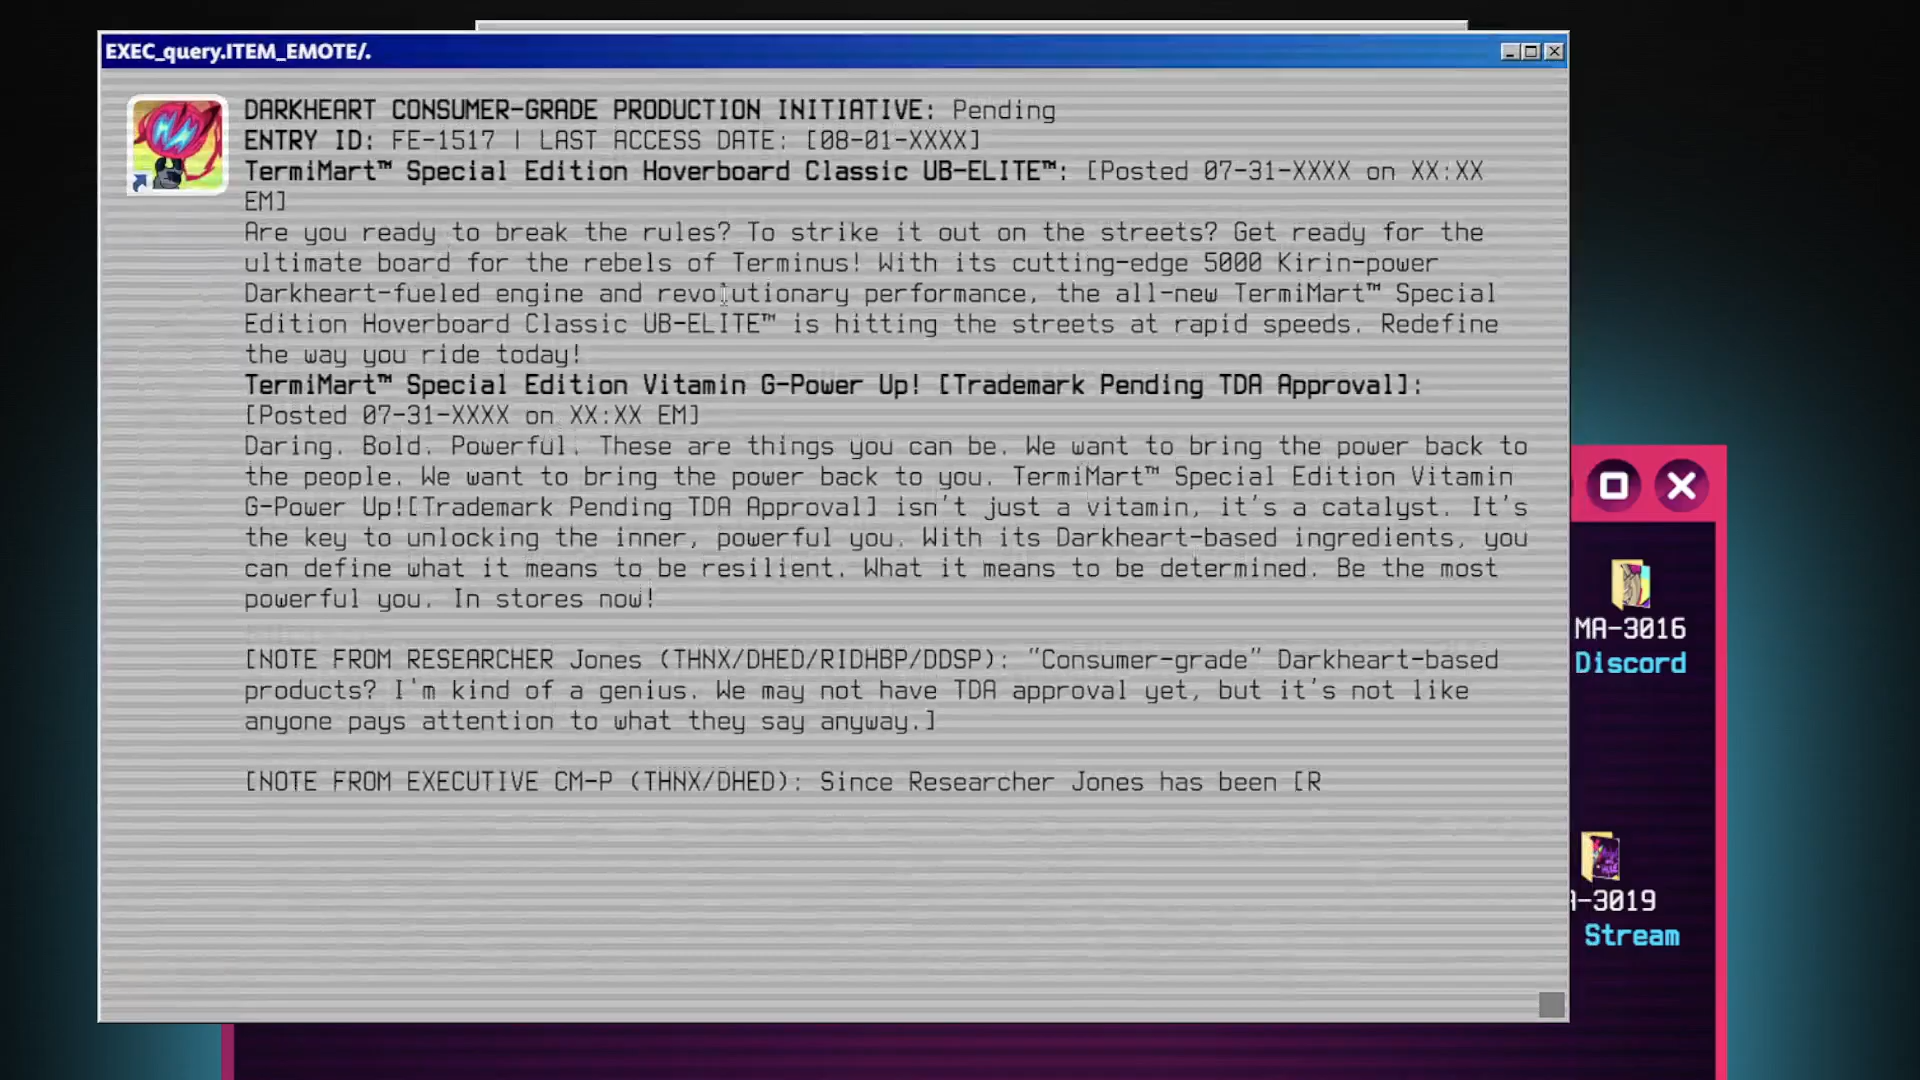 EXEC_query.ITEM_EMOTE/.
DARKHEART CONSUMER-GRADE PRODUCTION INITIATIVE: Pending
ENTRY ID: FE-1517 | LAST ACCESS DATE: [08-01-XXXX]
TermiMart™ Special Edition Hoverboard Classic UB-ELITE™: [Posted 07-31-XXXX on XX:XX
EM]
Are you ready to break the rules? To strike it out on the streets? Get ready for the
ultimate board for the rebels of Terminus! With its cutting-edge 5000 Kirin-power
Darkheart-fueled engine and revolutionary performance, the all-new TermiMart™ Special
Edition Hoverboard Classic UB-ELITE™ is hitting the streets at rapid speeds. Redefine
the way you ride today!
TermiMart™ Special Edition Vitamin G-Power Up! [Trademark Pending TDA Approval]:
[Posted 07-31-XXXX on XX:XX EM]
Daring. Bold. Powerful. These are things you can be. We want to bring the power back to
the people. We want to bring the power back to you. TermiMart™ Special Edition Vitamin
G-Power Up![Trademark Pending TDA Approval] isn't just a vitamin, it's a catalyst. It's
the key to unlocking the inner, powerful you. With its Darkheart-based ingredients, you
can define what it means to be resilient. What it means to be determined. Be the most
powerful you. In stores now!
[NOTE FROM RESEARCHER Jones (THNX/DHED/RIDHBP/DDSP): "Consumer-grade" Darkheart-based
products? I'm kind of a genius. We may not have TDA approval yet, but it's not like
anyone pays attention to what they say anyway.]
[NOTE FROM EXECUTIVE CM-P (THNX/DHED): Since Researcher Jones has been [R
MA-3016
Discord
A-3019
Stream